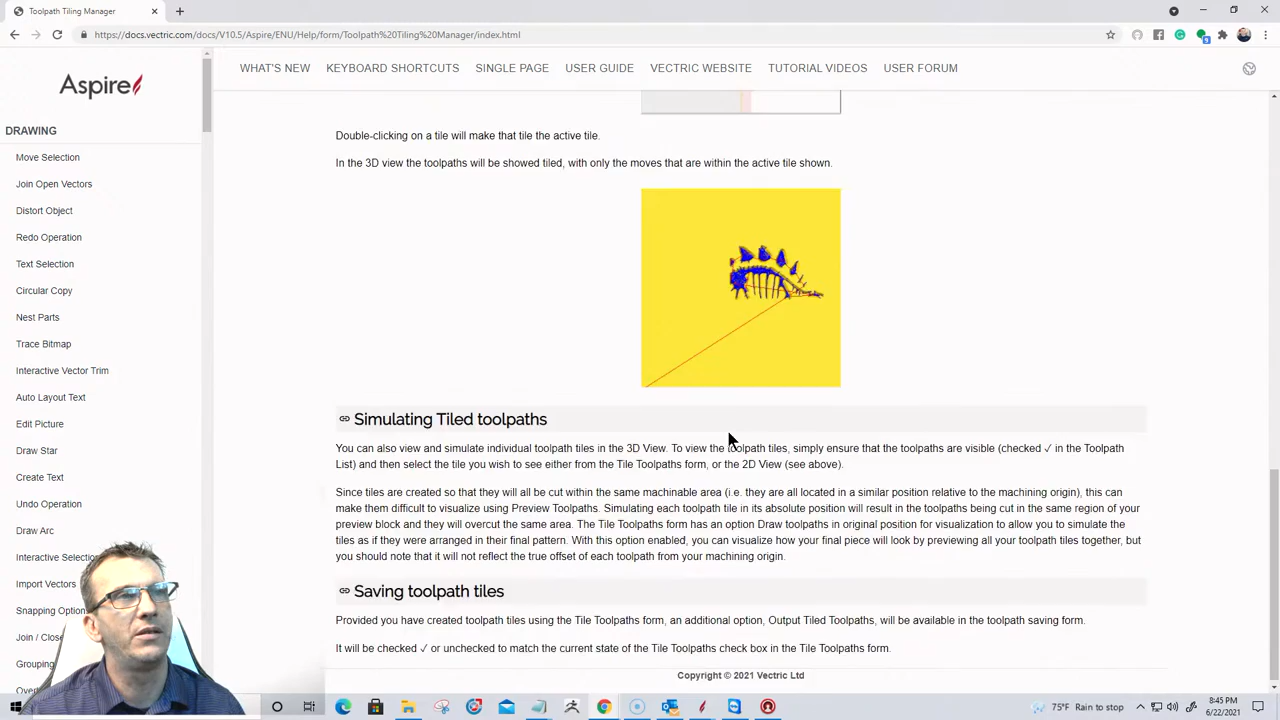 Toolpath Tiling Manager
https://docs.vectric.com/docs/V10.5/Aspire/ENU/Help/form/Toolpath%20Tiling%20Manager/index.html
Aspire
WHAT'S NEW KEYBOARD SHORTCUTS SINGLE PAGE USER GUIDE VECTRIC WEBSITE TUTORIAL VIDEOS USER FORUM
DRAWING
Move Selection
Join Open Vectors
Distort Object
Redo Operation
Text Selection
Circular Copy
Nest Parts
Trace Bitmap
Interactive Vector Trim
Auto Layout Text
Edit Picture
Draw Star
Create Text
Undo Operation
Draw Arc
Interactive Selection
Import Vectors
Snapping Options
Join / Close
Grouping
Double-clicking on a tile will make that tile the active tile.
In the 3D view the toolpaths will be showed tiled, with only the moves that are within the active tile shown.
Simulating Tiled toolpaths
You can also view and simulate individual toolpath tiles in the 3D View. To view the toolpath tiles, simply ensure that the toolpaths are visible (checked ✓ in the Toolpath
List) and then select the tile you wish to see either from the Tile Toolpaths form, or the 2D View (see above).
Since tiles are created so that they will all be cut within the same machinable area (i.e. they are all located in a similar position relative to the machining origin), this can
make them difficult to visualize using Preview Toolpaths. Simulating each toolpath tile in its absolute position will result in the toolpaths being cut in the same region of your
preview block and they will overcut the same area. The Tile Toolpaths form has an option Draw toolpaths in original position for visualization to allow you to simulate the
tiles as if they were arranged in their final pattern. With this option enabled, you can visualize how your final piece will look by previewing all your toolpath tiles together, but
you should note that it will not reflect the true offset of each toolpath from your machining origin.
Saving toolpath tiles
Provided you have created toolpath tiles using the Tile Toolpaths form, an additional option, Output Tiled Toolpaths, will be available in the toolpath saving form.
It will be checked ✓ or unchecked to match the current state of the Tile Toolpaths check box in the Tile Toolpaths form.
Copyright © 2021 Vectric Ltd
75°F Rain to stop
8:45 PM
6/22/2021